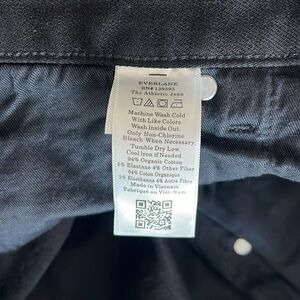 EVERLANE
RN# 139393
The Athletic Jean
Machine Wash Cold
With Like Colors
Wash Inside Out.
Only Non-Chlorine
Bleach When Necessary
Tumble Dry Low
Cool Iron if Needed
94% Organic Cotton
2% Elastane 4% Other Fiber
94% Coton Organique
2% Elasthane 4% Autre Fibre
Made in Vietnam
Fabriqué au Viêt-Nam